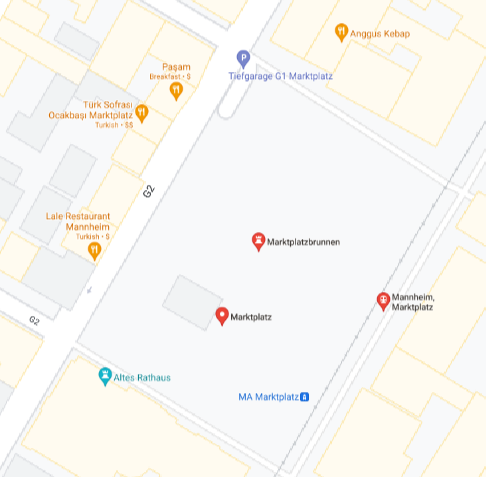 Anggus Kebap
P
Tiefgarage G1 Marktplatz
Paşam
Breakfast • $
Türk Sofrası
Ocakbaşı Marktplatz
Turkish • $$
G2
Lale Restaurant
Mannheim
Turkish • $
Marktplatzbrunnen
Mannheim,
Marktplatz
Marktplatz
G2
Altes Rathaus
MA Marktplatz